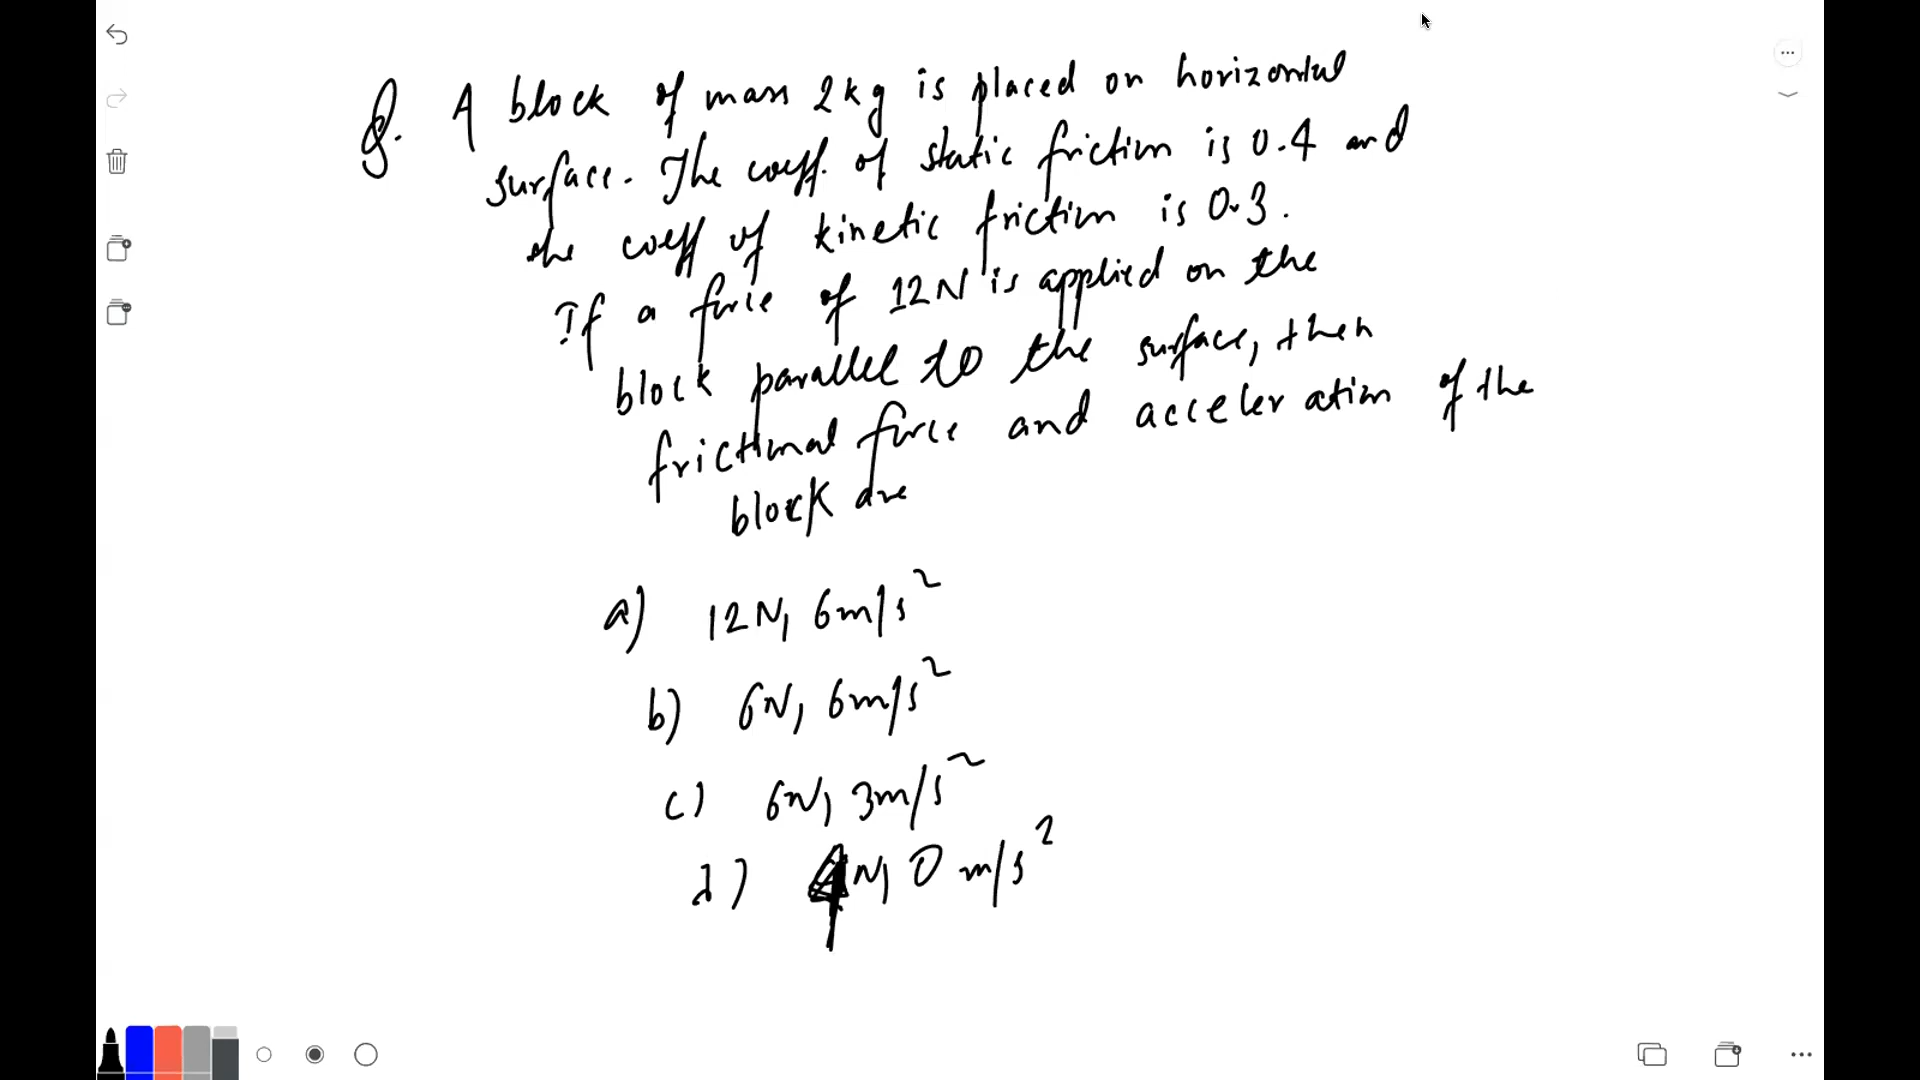 Q. A block of mass 2kg is placed on horizontal
surface. The coeff. of static friction is 0.4 and
the coeff of kinetic friction is 0.3.
If a force of 12N is applied on the
block parallel to the surface, then
frictional force and acceleration of the
block are
a) 12N, 6m/s²
b) 6N, 6m/s²
c) 6N, 3m/s²
d) 4N, 0 m/s²